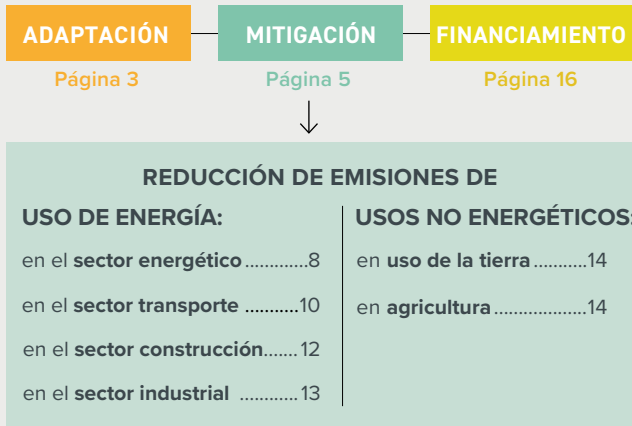 ADAPTACIÓN MITIGACIÓN FINANCIAMIENTO
Página 3 Página 5 Página 16
REDUCCIÓN DE EMISIONES DE
USO DE ENERGÍA:
en el sector energético.............8
en el sector transporte ...........10
en el sector construcción.......12
en el sector industrial ............13
USOS NO ENERGÉTICOS:
en uso de la tierra...........14
en agricultura...................14